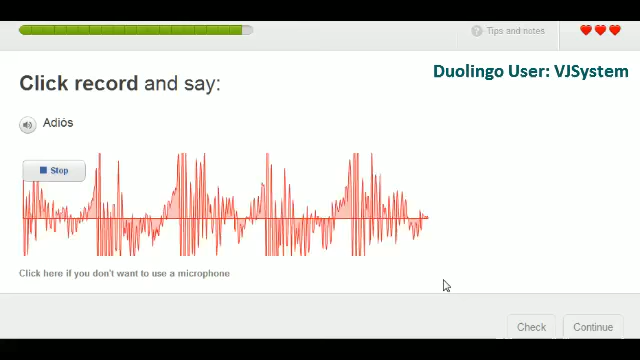 Tips and notes
Duolingo User: VJSystem
Click record and say:
Adiós
Stop
Click here if you don't want to use a microphone
Check
Continue